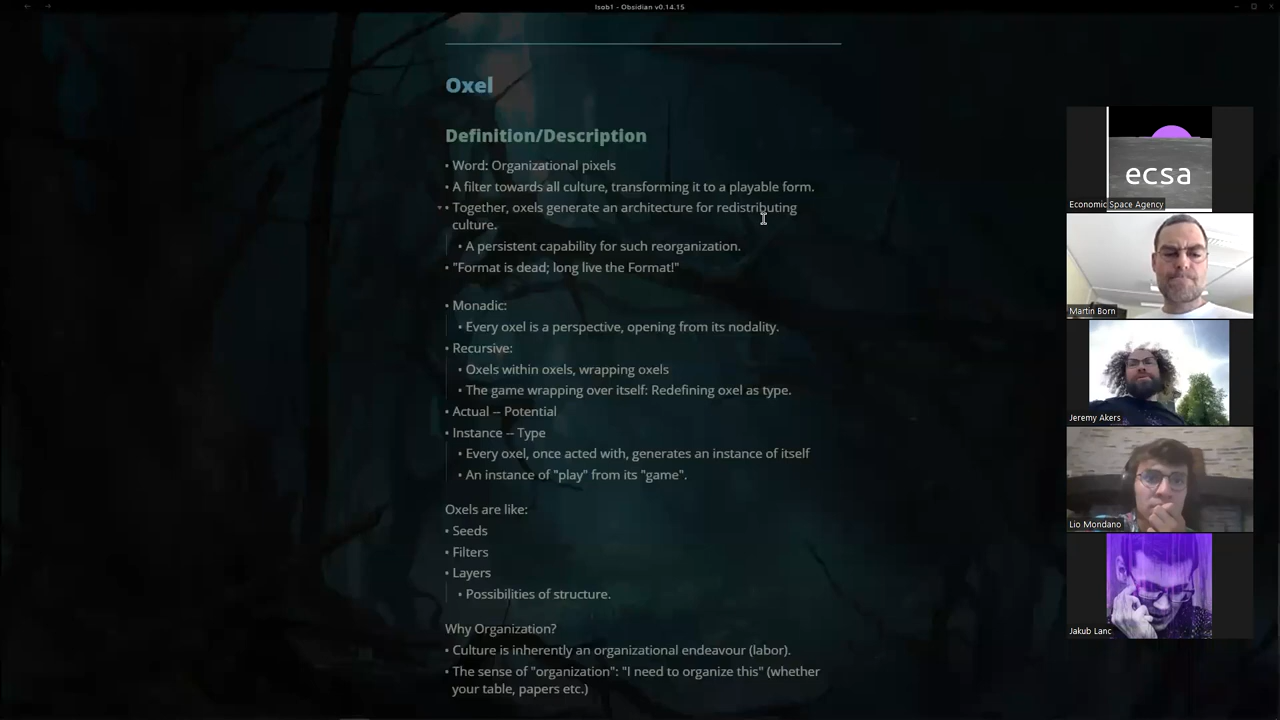 lsob1 - Obsidian v0.14.15
Oxel
Definition/Description
• Word: Organizational pixels
• A filter towards all culture, transforming it to a playable form.
• Together, oxels generate an architecture for redistributing
culture.
• A persistent capability for such reorganization.
• "Format is dead; long live the Format!"
• Monadic:
• Every oxel is a perspective, opening from its nodality.
• Recursive:
• Oxels within oxels, wrapping oxels
• The game wrapping over itself: Redefining oxel as type.
• Actual -- Potential
• Instance -- Type
• Every oxel, once acted with, generates an instance of itself
• An instance of "play" from its "game".
Oxels are like:
• Seeds
• Filters
• Layers
• Possibilities of structure.
Why Organization?
• Culture is inherently an organizational endeavour (labor).
• The sense of "organization": "I need to organize this" (whether
your table, papers etc.)
ecsa
Economic Space Agency
Martin Born
Jeremy Akers
Lio Mondano
Jakub Lanc